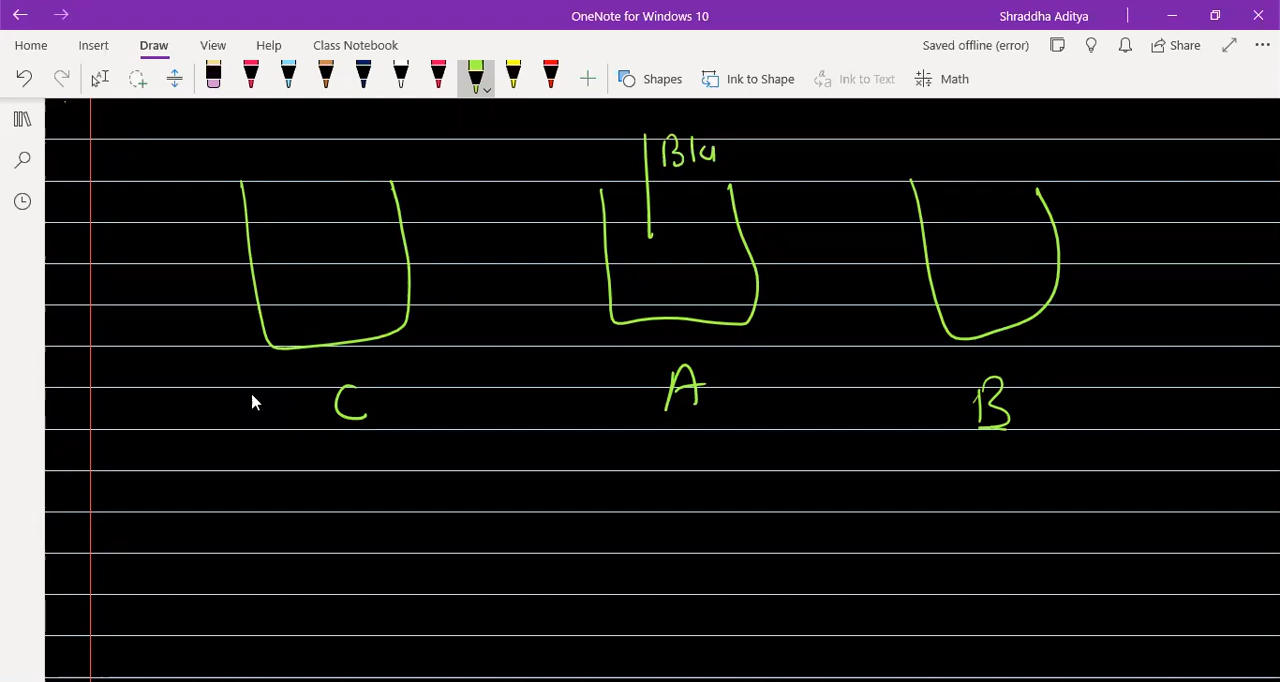 OneNote for Windows 10
Shraddha Aditya
Home Insert Draw View Help Class Notebook
Saved offline (error) Share
Shapes Ink to Shape Ink to Text Math
Blu
C A B